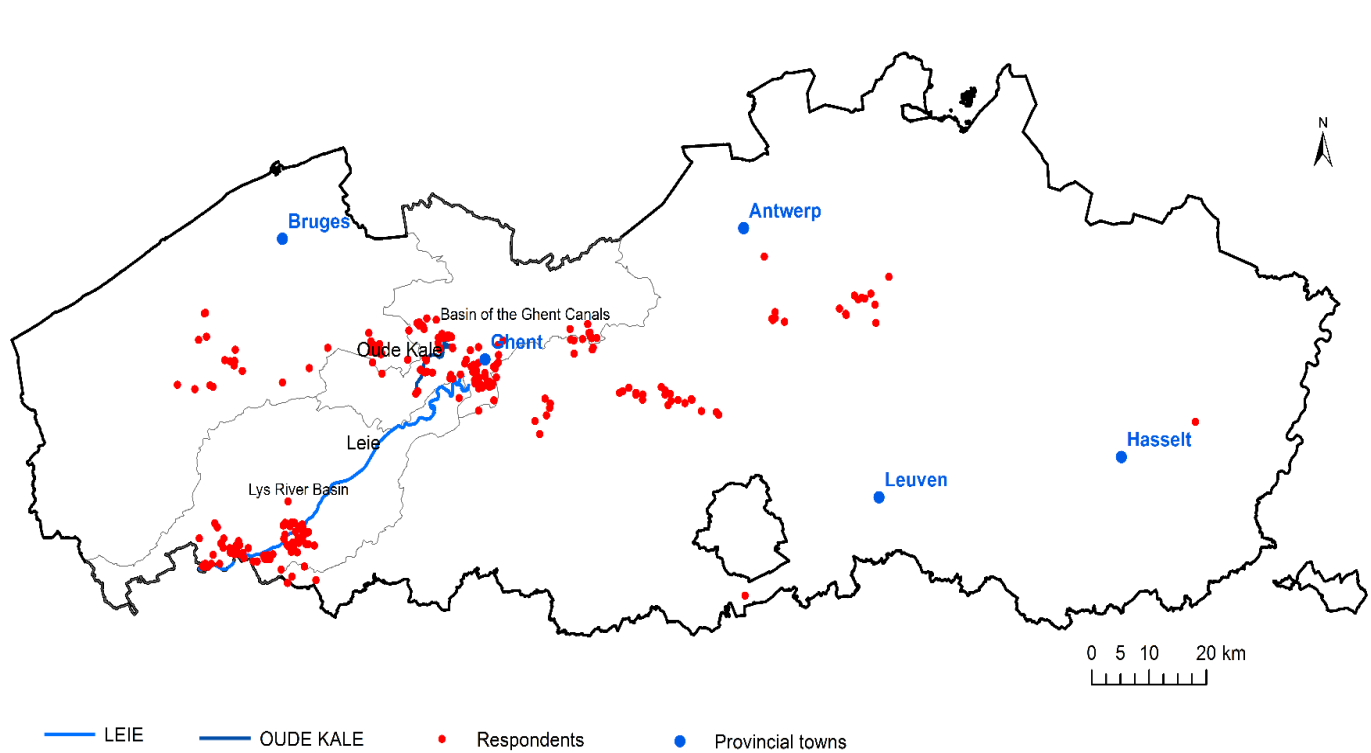 N
Antwerp
Bruges
Basin of the Ghent Canals
Ghent
Oude Kale
Leie
Hasselt
Leuven
Lys River Basin
0 5 10 20 km
LEIE OUDE KALE Respondents Provincial towns